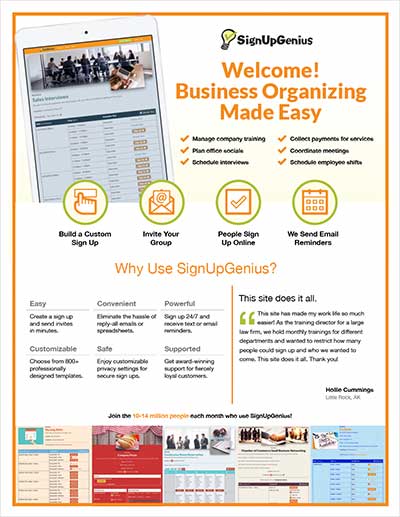 SignUpGenius
Welcome!
Business Organizing
Made Easy
Sales Interviews
Manage company training
Plan office socials
Schedule interviews
Collect payments for services
Coordinate meetings
Schedule employee shifts
Build a Custom
Sign Up
Invite Your
Group
People Sign
Up Online
We Send Email
Reminders
Why Use SignUpGenius?
Easy
Create a sign up
and send invites
in minutes.
Convenient
Eliminate the hassle of
reply-all emails or
spreadsheets.
Powerful
Sign up 24/7 and
receive text or email
reminders.
Customizable
Choose from 800+
professionally
designed templates.
Safe
Enjoy customizable
privacy settings for
secure sign ups.
Supported
Get award-winning
support for fiercely
loyal customers.
This site does it all.
This site has made my work life so much
easier! As the training director for a large
law firm, we hold monthly trainings for different
departments and wanted to restrict how many
people could sign up and who we wanted to
come. This site does it all. Thank you!
Hollie Cummings
Little Rock, AK
Join the 10-14 million people each month who use SignUpGenius!